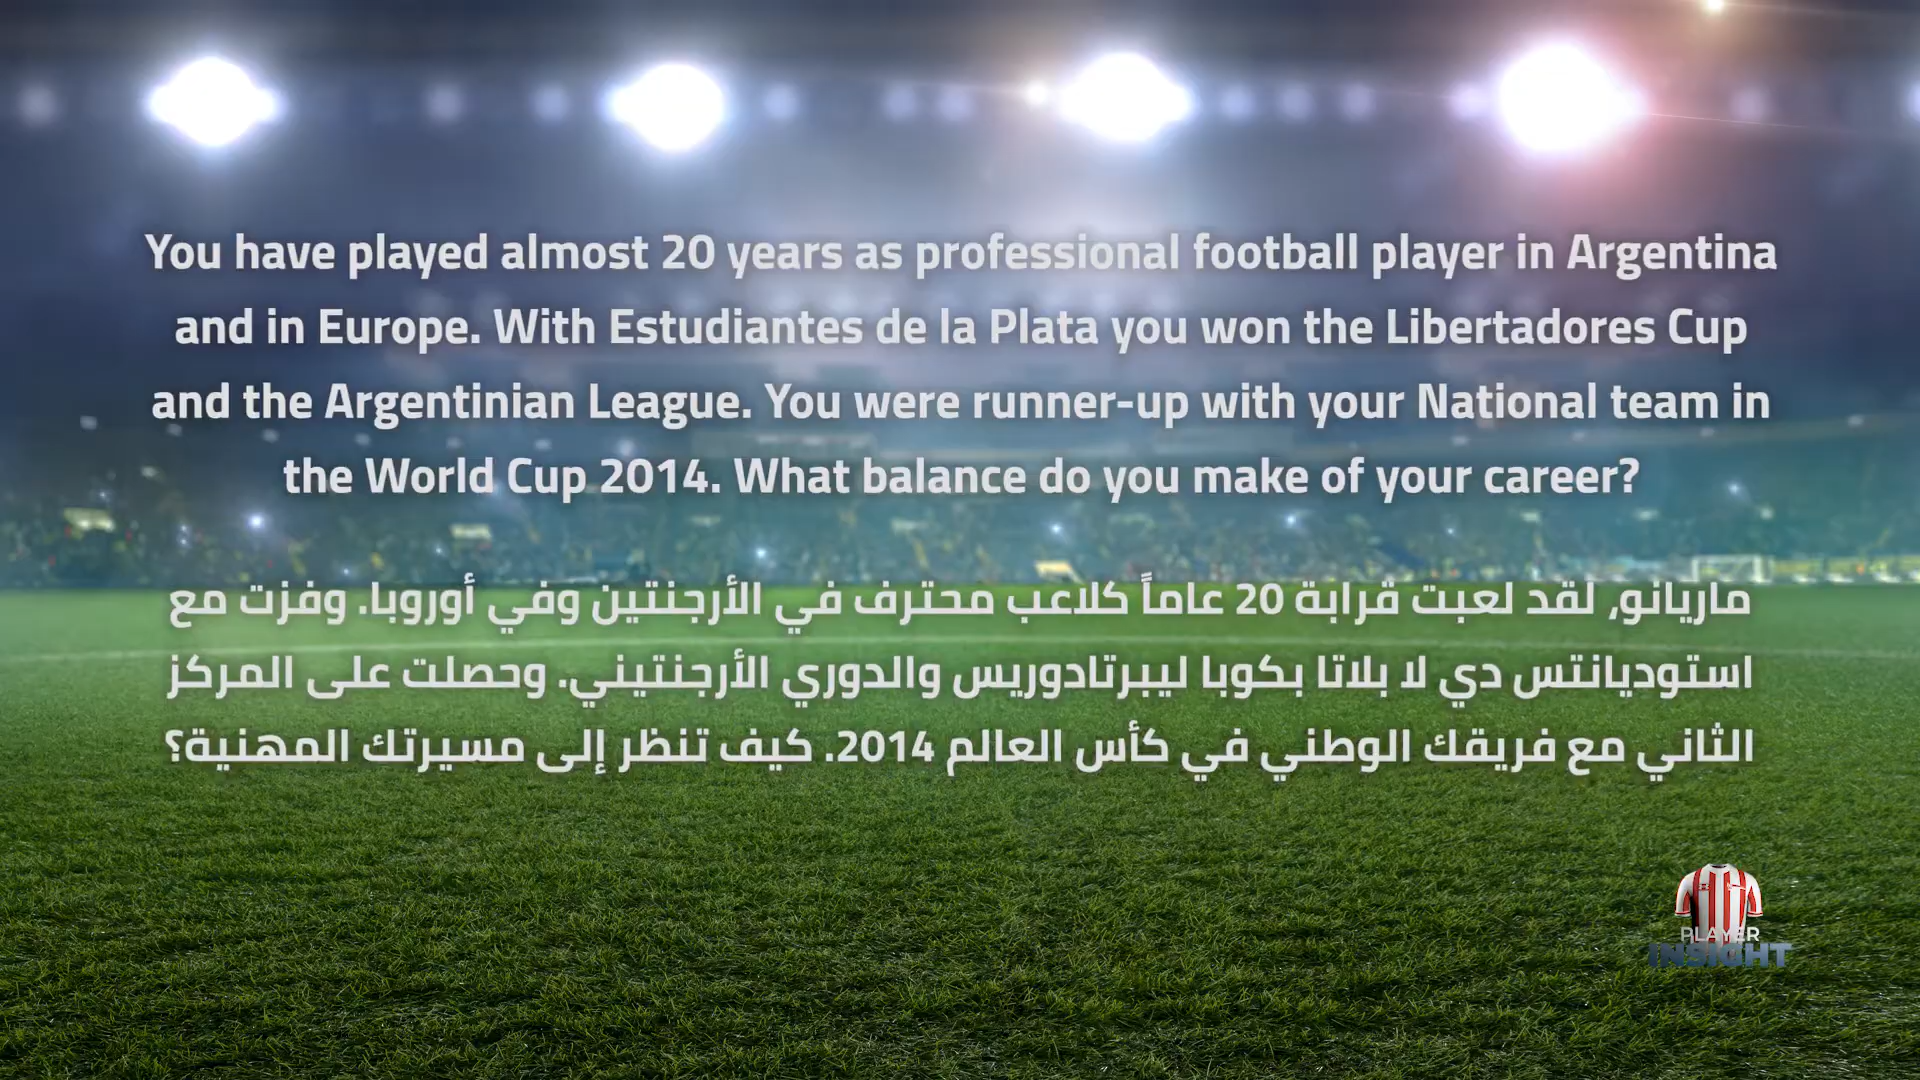 You have played almost 20 years as professional football player in Argentina
and in Europe. With Estudiantes de la Plata you won the Libertadores Cup
and the Argentinian League. You were runner-up with your National team in
the World Cup 2014. What balance do you make of your career?
ماريانو, لقد لعبت قرابة 20 عاماً كلاعب محترف في الأرجنتين وفي أوروبا. وفزت مع
استوديانتس دي لا بلاتا بكوبا ليبرتادوريس والدوري الأرجنتيني. وحصلت على المركز
الثاني مع فريقك الوطني في كأس العالم 2014. كيف تنظر إلى مسيرتك المهنية؟
PLAYER
INSIGHT